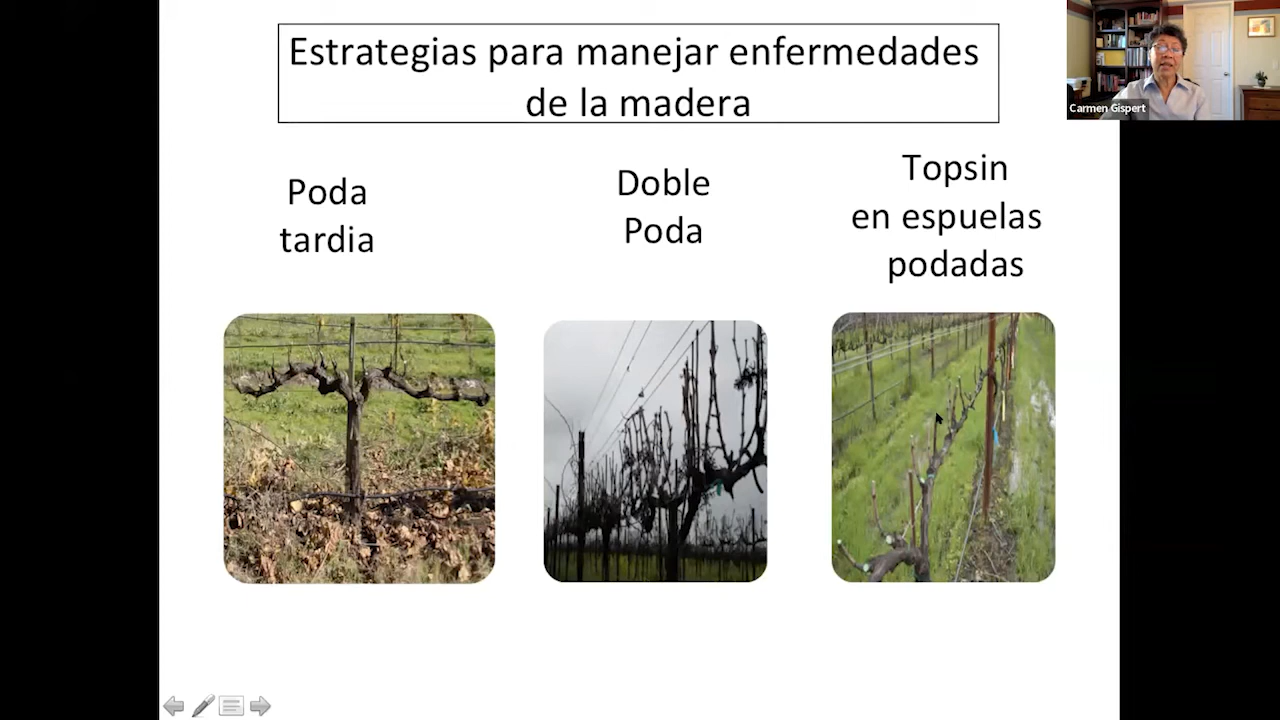 Estrategias para manejar enfermedades
de la madera
Carmen Gispert
Poda
tardia
Doble
Poda
Topsin
en espuelas
podadas